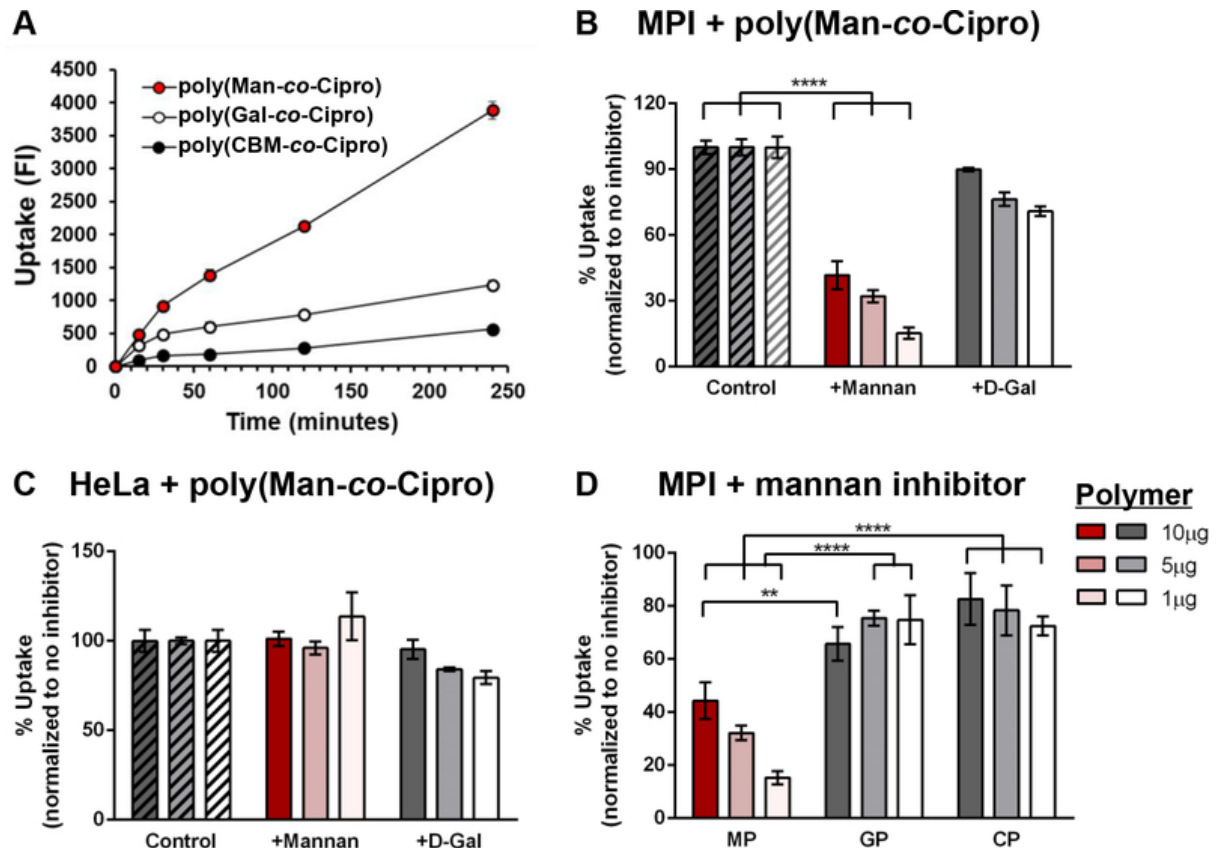 A
4500
4000
3500
3000
2500
2000
1500
1000
500
0
Uptake (FI)
poly(Man-co-Cipro)
poly(Gal-co-Cipro)
poly(CBM-co-Cipro)
0 50 100 150 200 250
Time (minutes)
B MPI + poly(Man-co-Cipro)
****
120
90
60
30
0
% Uptake
(normalized to no inhibitor)
Control +Mannan +D-Gal
C HeLa + poly(Man-co-Cipro)
150
100
50
0
% Uptake
(normalized to no inhibitor)
Control +Mannan +D-Gal
D MPI + mannan inhibitor
****
****
**
100
80
60
40
20
0
% Uptake
(normalized to no inhibitor)
MP GP CP
Polymer
10µg
5µg
1µg